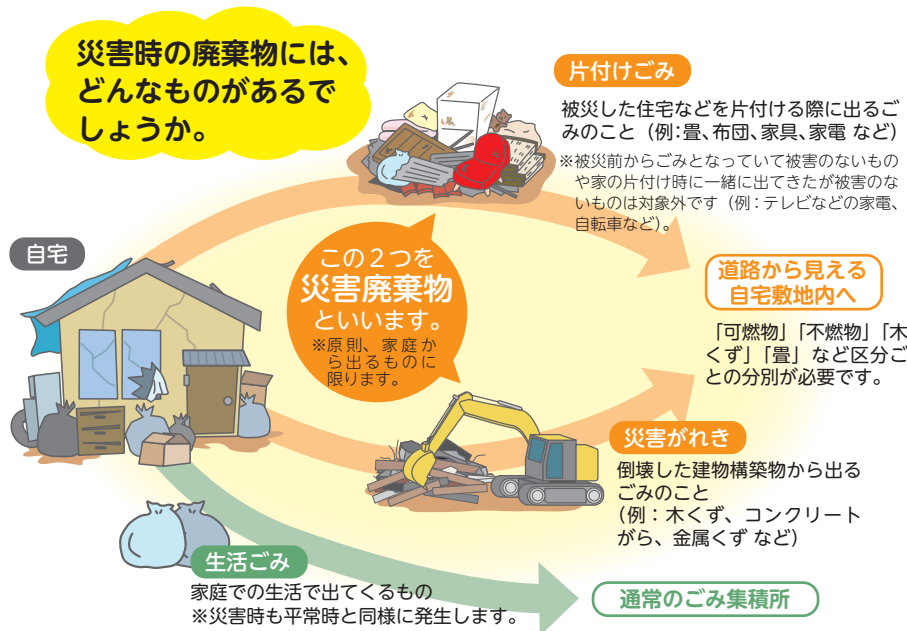 災害時の廃棄物には、
どんなものがあるで
しょうか。
片付けごみ
被災した住宅などを片付ける際に出るご
みのこと（例:畳、布団、家具、家電 など）
※被災前からごみとなっていて被害のないもの
や家の片付け時に一緒に出てきたが被害のな
いものは対象外です（例：テレビなどの家電、
自転車など）。
自宅
この２つを
災害廃棄物
といいます。
※原則、家庭か
ら出るものに
限ります。
道路から見える
自宅敷地内へ
「可燃物」「不燃物」「木
くず」「畳」など区分ご
との分別が必要です。
災害がれき
倒壊した建物構築物から出る
ごみのこと
（例：木くず、コンクリート
がら、金属くず など）
生活ごみ
家庭での生活で出てくるもの
※災害時も平常時と同様に発生します。
通常のごみ集積所